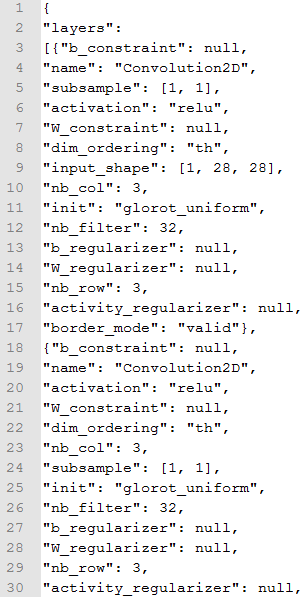 1 {
2 "layers":
3 [{"b_constraint": null,
4 "name": "Convolution2D",
5 "subsample": [1, 1],
6 "activation": "relu",
7 "W_constraint": null,
8 "dim_ordering": "th",
9 "input_shape": [1, 28, 28],
10 "nb_col": 3,
11 "init": "glorot_uniform",
12 "nb_filter": 32,
13 "b_regularizer": null,
14 "W_regularizer": null,
15 "nb_row": 3,
16 "activity_regularizer": null,
17 "border_mode": "valid"},
18 {"b_constraint": null,
19 "name": "Convolution2D",
20 "activation": "relu",
21 "W_constraint": null,
22 "dim_ordering": "th",
23 "nb_col": 3,
24 "subsample": [1, 1],
25 "init": "glorot_uniform",
26 "nb_filter": 32,
27 "b_regularizer": null,
28 "W_regularizer": null,
29 "nb_row": 3,
30 "activity_regularizer": null,